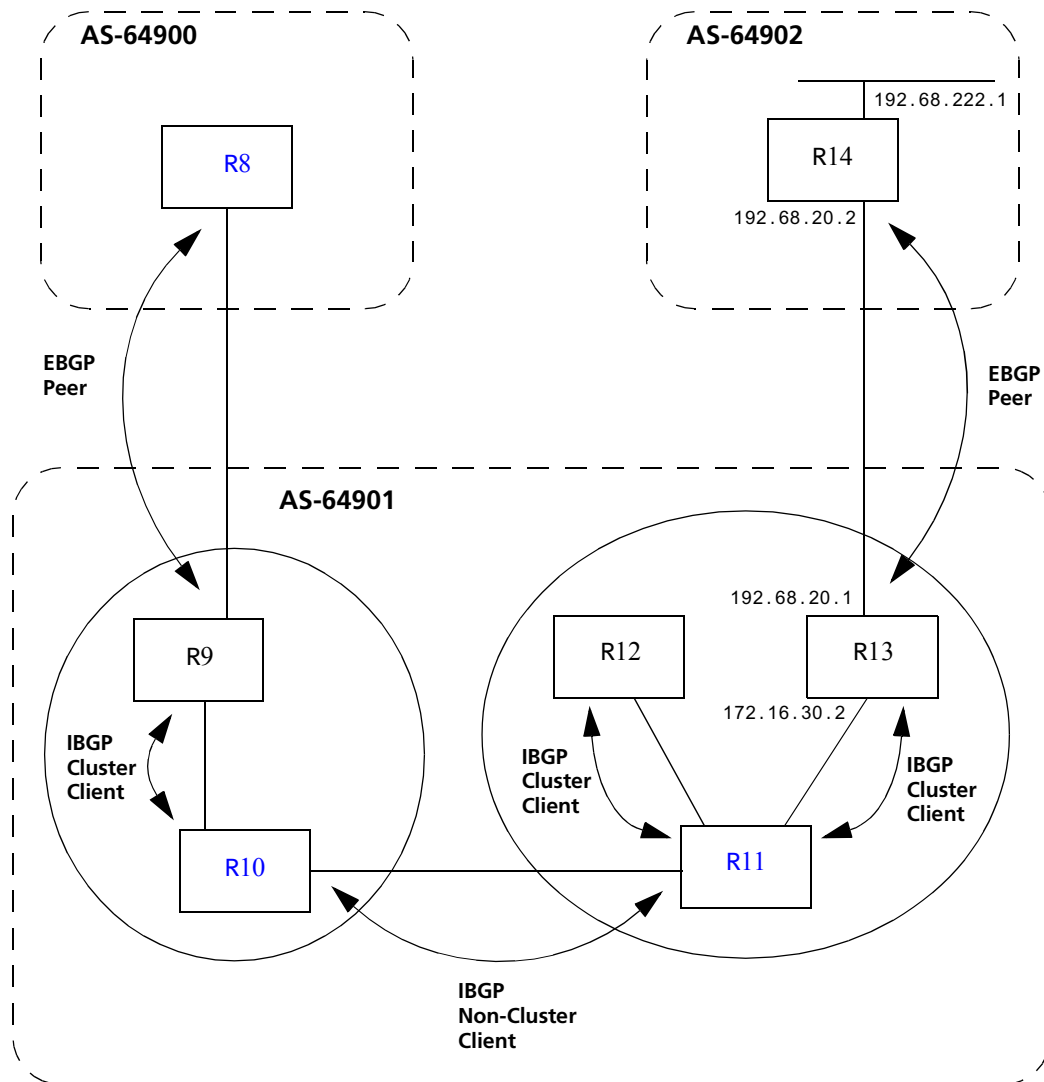 AS-64900
AS-64902
192.68.222.1
R8
R14
192.68.20.2
EBGP
Peer
EBGP
Peer
AS-64901
192.68.20.1
R9
R12
R13
172.16.30.2
IBGP
Cluster
Client
IBGP
Cluster
Client
IBGP
Cluster
Client
R10
R11
IBGP
Non-Cluster
Client